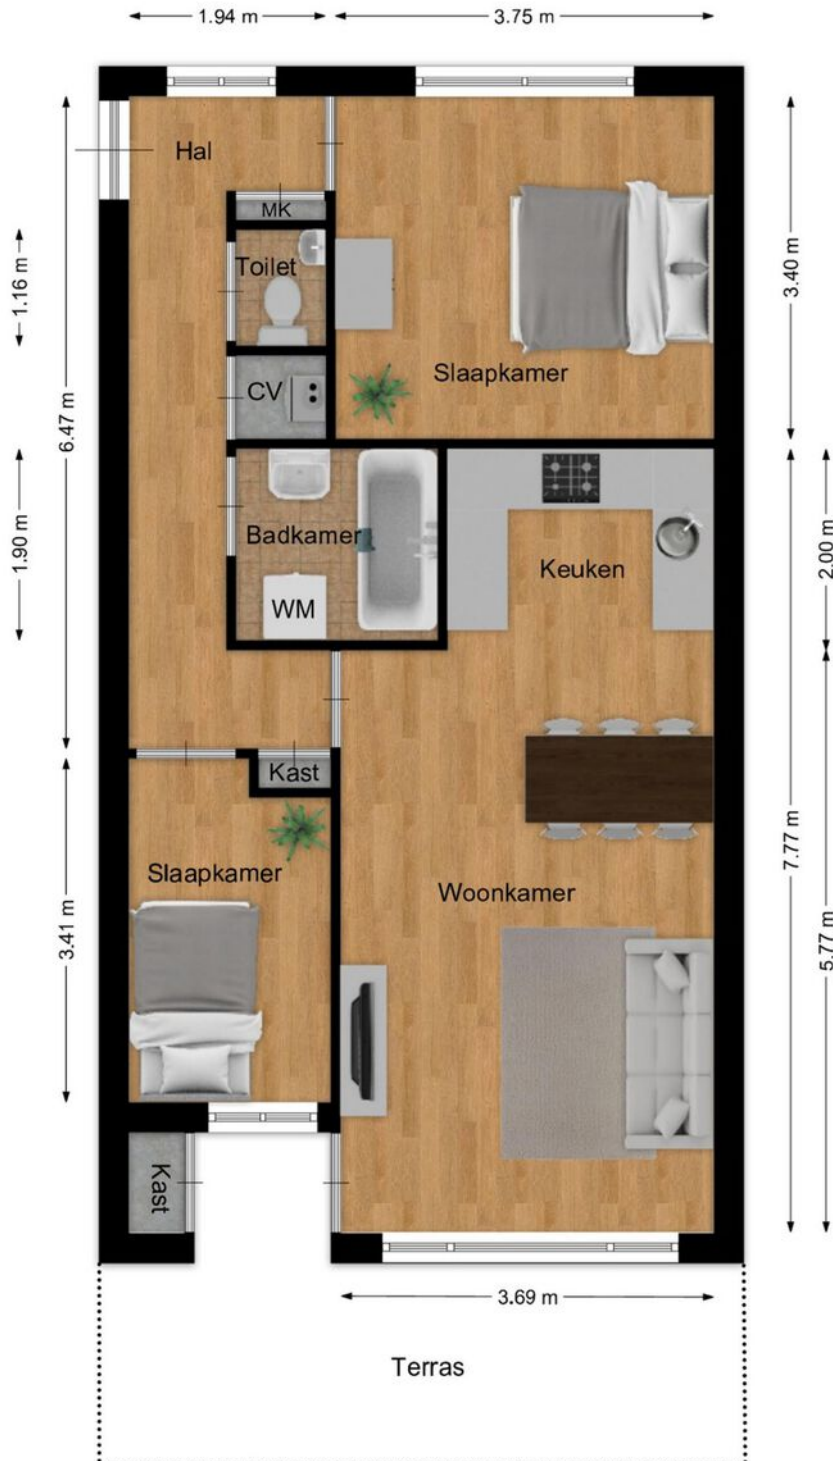 1.94 m
3.75 m
Hal
MK
Toilet
1.16 m
3.40 m
CV
Slaapkamer
6.47 m
1.90 m
Badkamer
WM
Keuken
2.00 m
Kast
Slaapkamer
Woonkamer
7.77 m
3.41 m
5.77 m
Kast
3.69 m
Terras